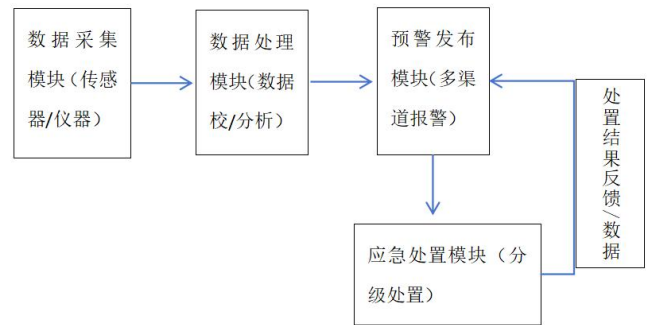 数据采集
模块（传感
器/仪器）
数据处理
模块(数据
校/分析）
预警发布
模块(多渠
道报警）
应急处置模块（分
级处置）
处置结果反馈/数据